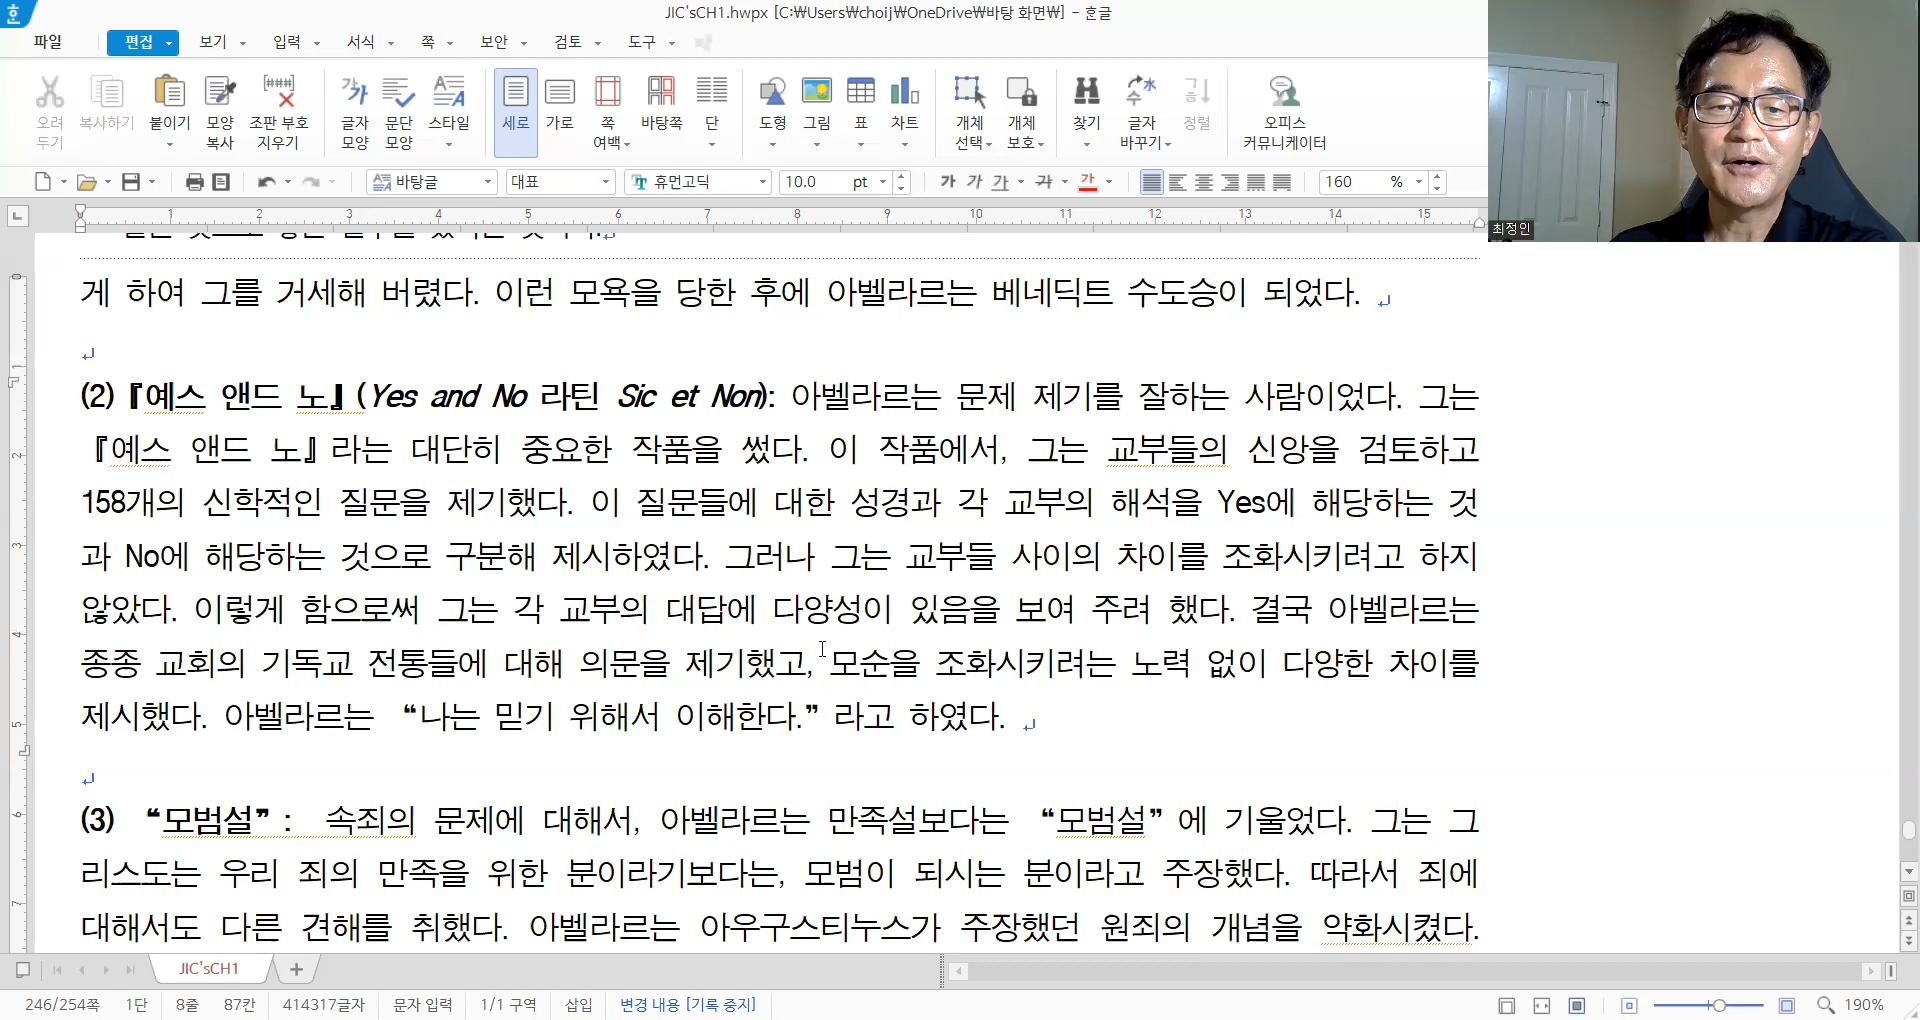 JIC'sCH1.hwpx [C:₩Users₩choij₩OneDrive₩바탕 화면₩] - 한글
파일 편집 보기 입력 서식 쪽 보안 검토 도구
오려 두기 복사하기 붙이기 모양 복사 조판 부호 지우기 글자 모양 문단 모양 스타일 세로 가로 쪽 여백 바탕쪽 단 도형 그림 표 차트 개체 선택 개체 보호 찾기 글자 바꾸기 정렬 오피스 커뮤니케이터
바탕글 대표 휴먼고딕 10.0 pt 가 가 가 가 가 160 %
1 2 3 4 5 6 7 8 9 10 11 12 13 14 15
최정인
게 하여 그를 거세해 버렸다. 이런 모욕을 당한 후에 아벨라르는 베네딕트 수도승이 되었다.
(2)『예스 앤드 노』(Yes and No 라틴 Sic et Non): 아벨라르는 문제 제기를 잘하는 사람이었다. 그는
『예스 앤드 노』라는 대단히 중요한 작품을 썼다. 이 작품에서, 그는 교부들의 신앙을 검토하고
158개의 신학적인 질문을 제기했다. 이 질문들에 대한 성경과 각 교부의 해석을 Yes에 해당하는 것
과 No에 해당하는 것으로 구분해 제시하였다. 그러나 그는 교부들 사이의 차이를 조화시키려고 하지
않았다. 이렇게 함으로써 그는 각 교부의 대답에 다양성이 있음을 보여 주려 했다. 결국 아벨라르는
종종 교회의 기독교 전통들에 대해 의문을 제기했고, 모순을 조화시키려는 노력 없이 다양한 차이를
제시했다. 아벨라르는 “나는 믿기 위해서 이해한다.”라고 하였다.
(3) “모범설”: 속죄의 문제에 대해서, 아벨라르는 만족설보다는 “모범설”에 기울었다. 그는 그
리스도는 우리 죄의 만족을 위한 분이라기보다는, 모범이 되시는 분이라고 주장했다. 따라서 죄에
대해서도 다른 견해를 취했다. 아벨라르는 아우구스티누스가 주장했던 원죄의 개념을 약화시켰다.
JIC'sCH1
246/254쪽 1단 8줄 87칸 414317글자 문자 입력 1/1 구역 삽입 변경 내용 [기록 중지] 190%